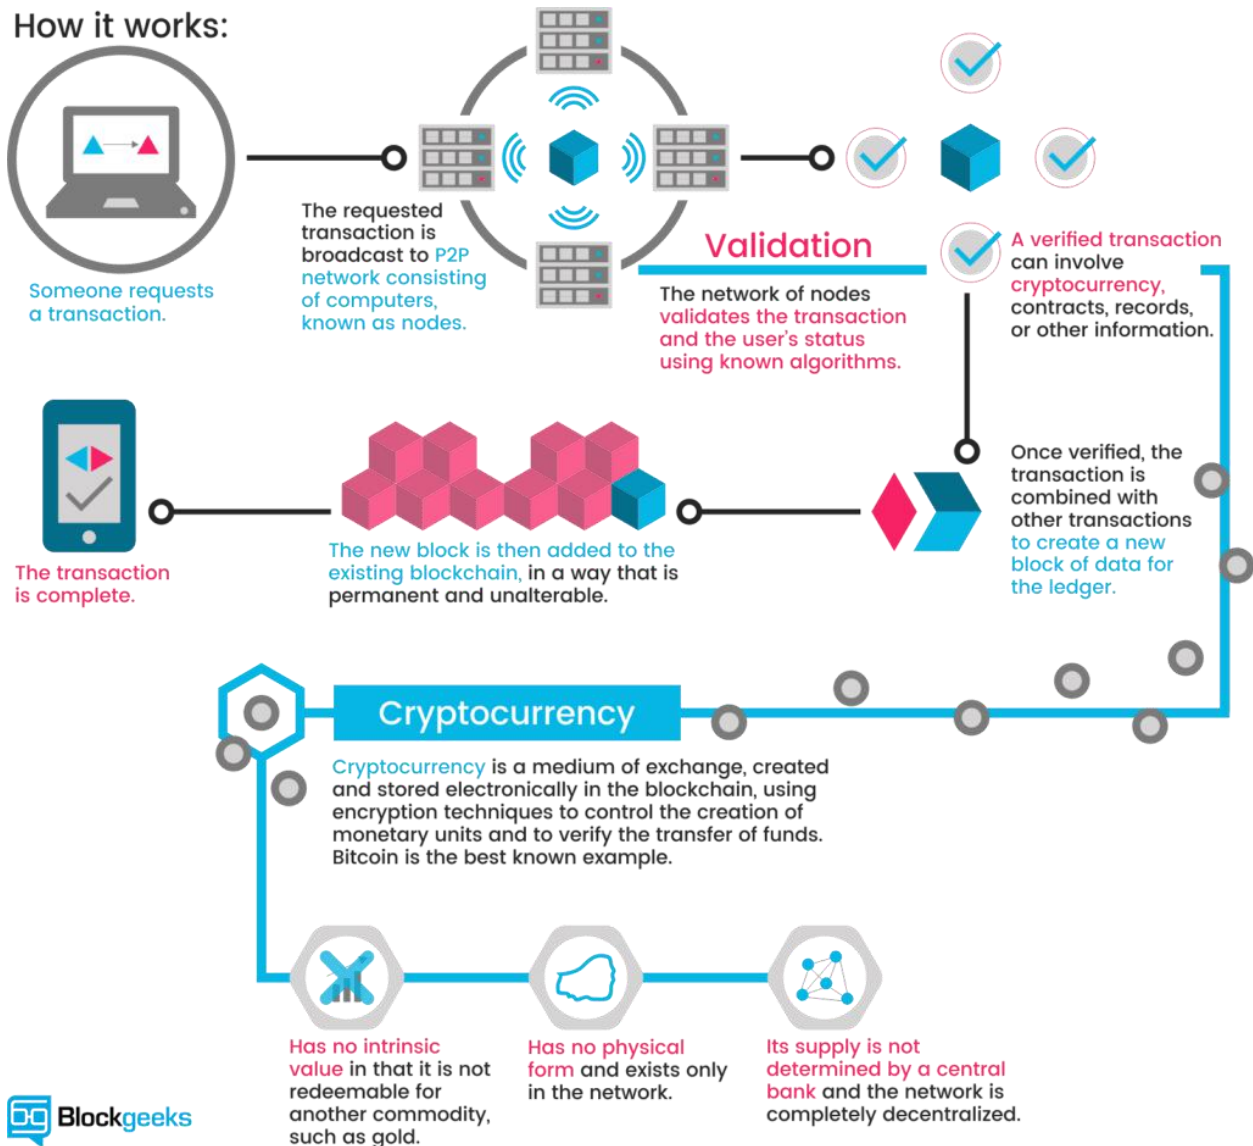 How it works:
Someone requests
a transaction.
The requested
transaction is
broadcast to P2P
network consisting
of computers,
known as nodes.
Validation
The network of nodes
validates the transaction
and the user's status
using known algorithms.
A verified transaction
can involve
cryptocurrency,
contracts, records,
or other information.
Once verified, the
transaction is
combined with
other transactions
to create a new
block of data for
the ledger.
The new block is then added to the
existing blockchain, in a way that is
permanent and unalterable.
The transaction
is complete.
Cryptocurrency
Cryptocurrency is a medium of exchange, created
and stored electronically in the blockchain, using
encryption techniques to control the creation of
monetary units and to verify the transfer of funds.
Bitcoin is the best known example.
Has no intrinsic
value in that it is not
redeemable for
another commodity,
such as gold.
Has no physical
form and exists only
in the network.
Its supply is not
determined by a central
bank and the network is
completely decentralized.
Blockgeeks